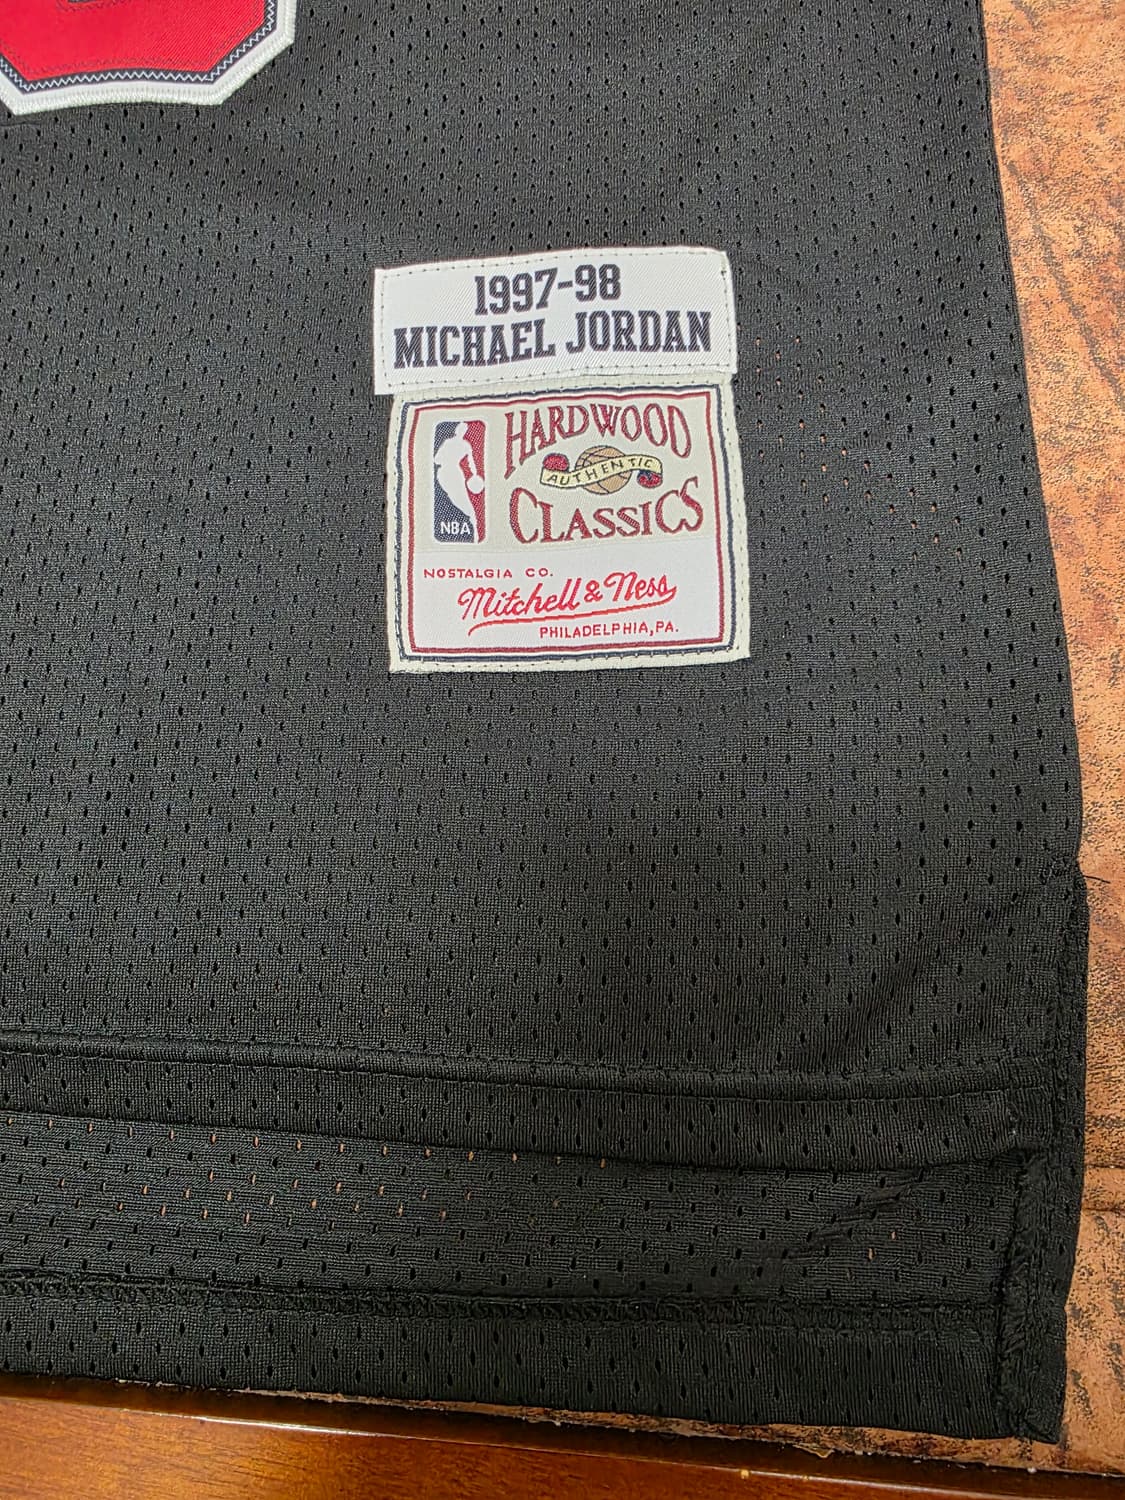 1997-98
MICHAEL JORDAN
HARDWOOD
AUTHENTIC
CLASSICS
NBA
NOSTALGIA CO.
Mitchell & Ness
PHILADELPHIA, PA.